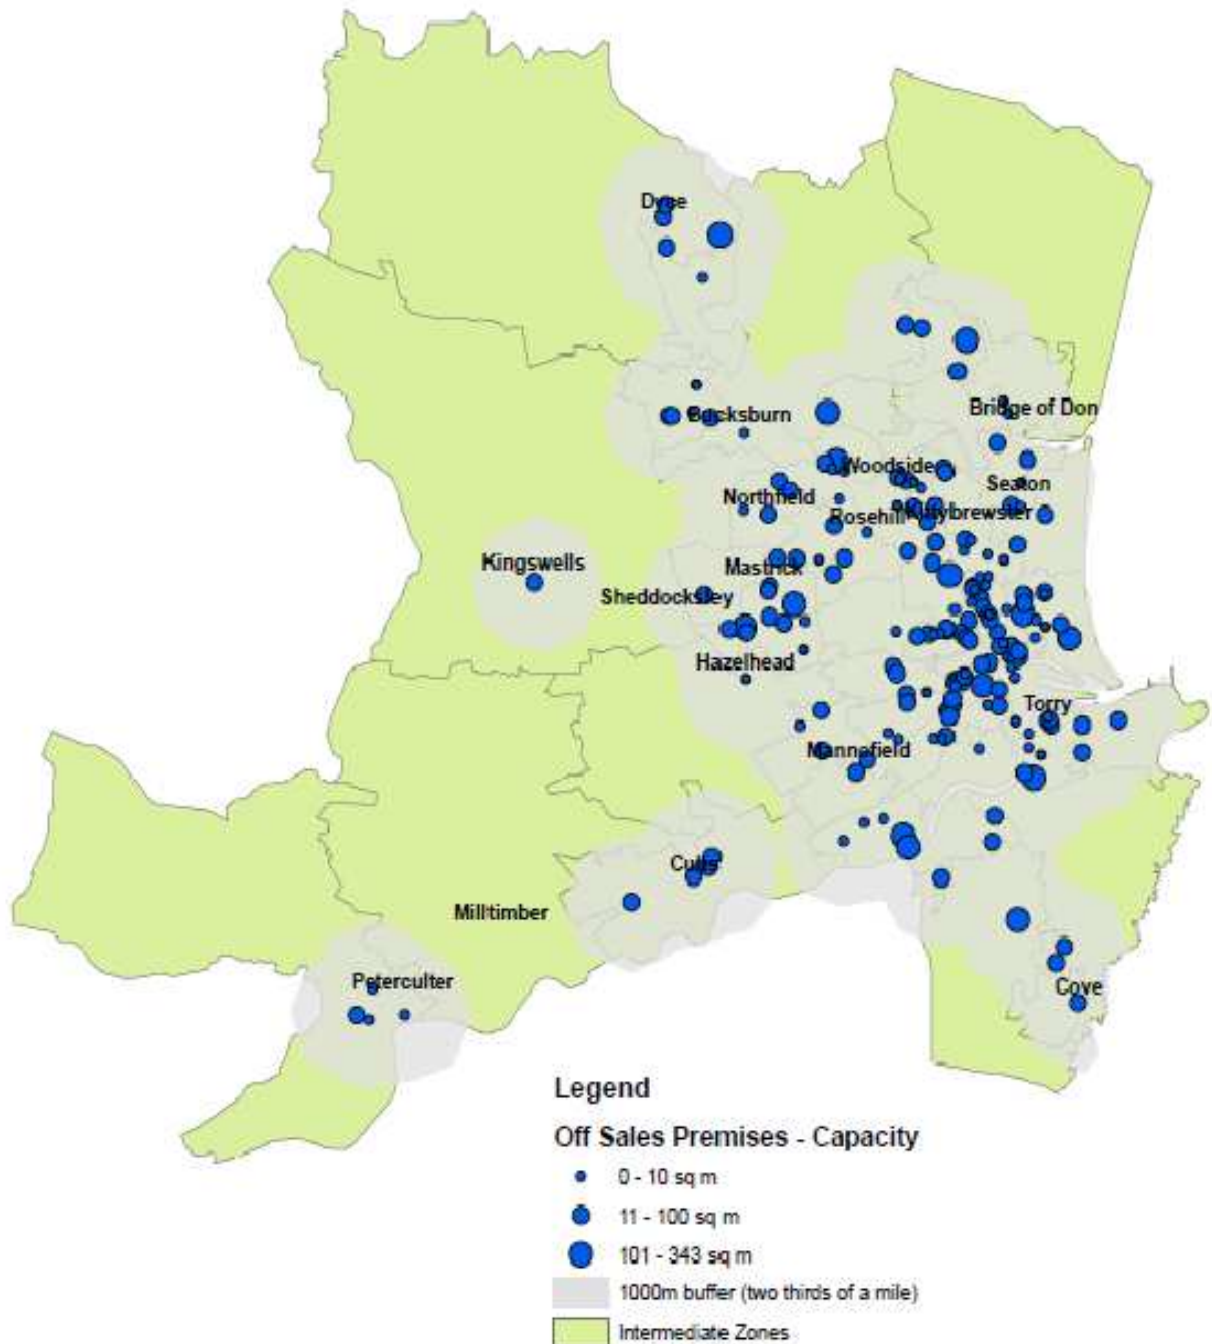 Dyce
Bucksburn
Bridge of Don
Woodside
Seaton
Northfield
Rosehill
Kittybrewster
Kingswells
Mastrick
Sheddocksley
Hazelhead
Torry
Mannofield
Cults
Milltimber
Peterculter
Cove
Legend
Off Sales Premises - Capacity
0 - 10 sq m
11 - 100 sq m
101 - 343 sq m
1000m buffer (two thirds of a mile)
Intermediate Zones